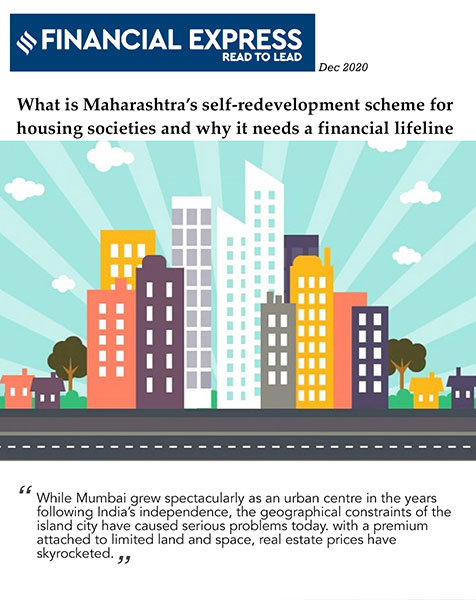 FINANCIAL EXPRESS
READ TO LEAD
Dec 2020
What is Maharashtra's self-redevelopment scheme for
housing societies and why it needs a financial lifeline
“ While Mumbai grew spectacularly as an urban centre in the years
following India's independence, the geographical constraints of the
island city have caused serious problems today. with a premium
attached to limited land and space, real estate prices have
skyrocketed. ”